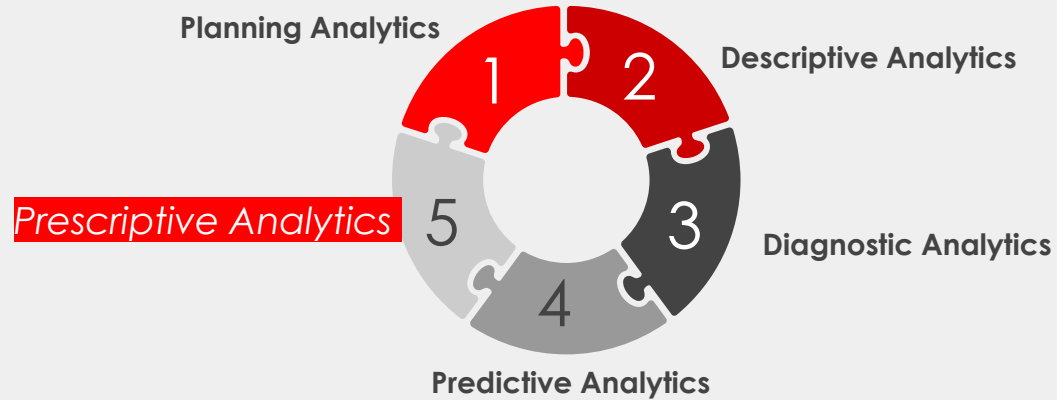 Planning Analytics
1
2
Descriptive Analytics
Prescriptive Analytics
5
3
Diagnostic Analytics
4
Predictive Analytics